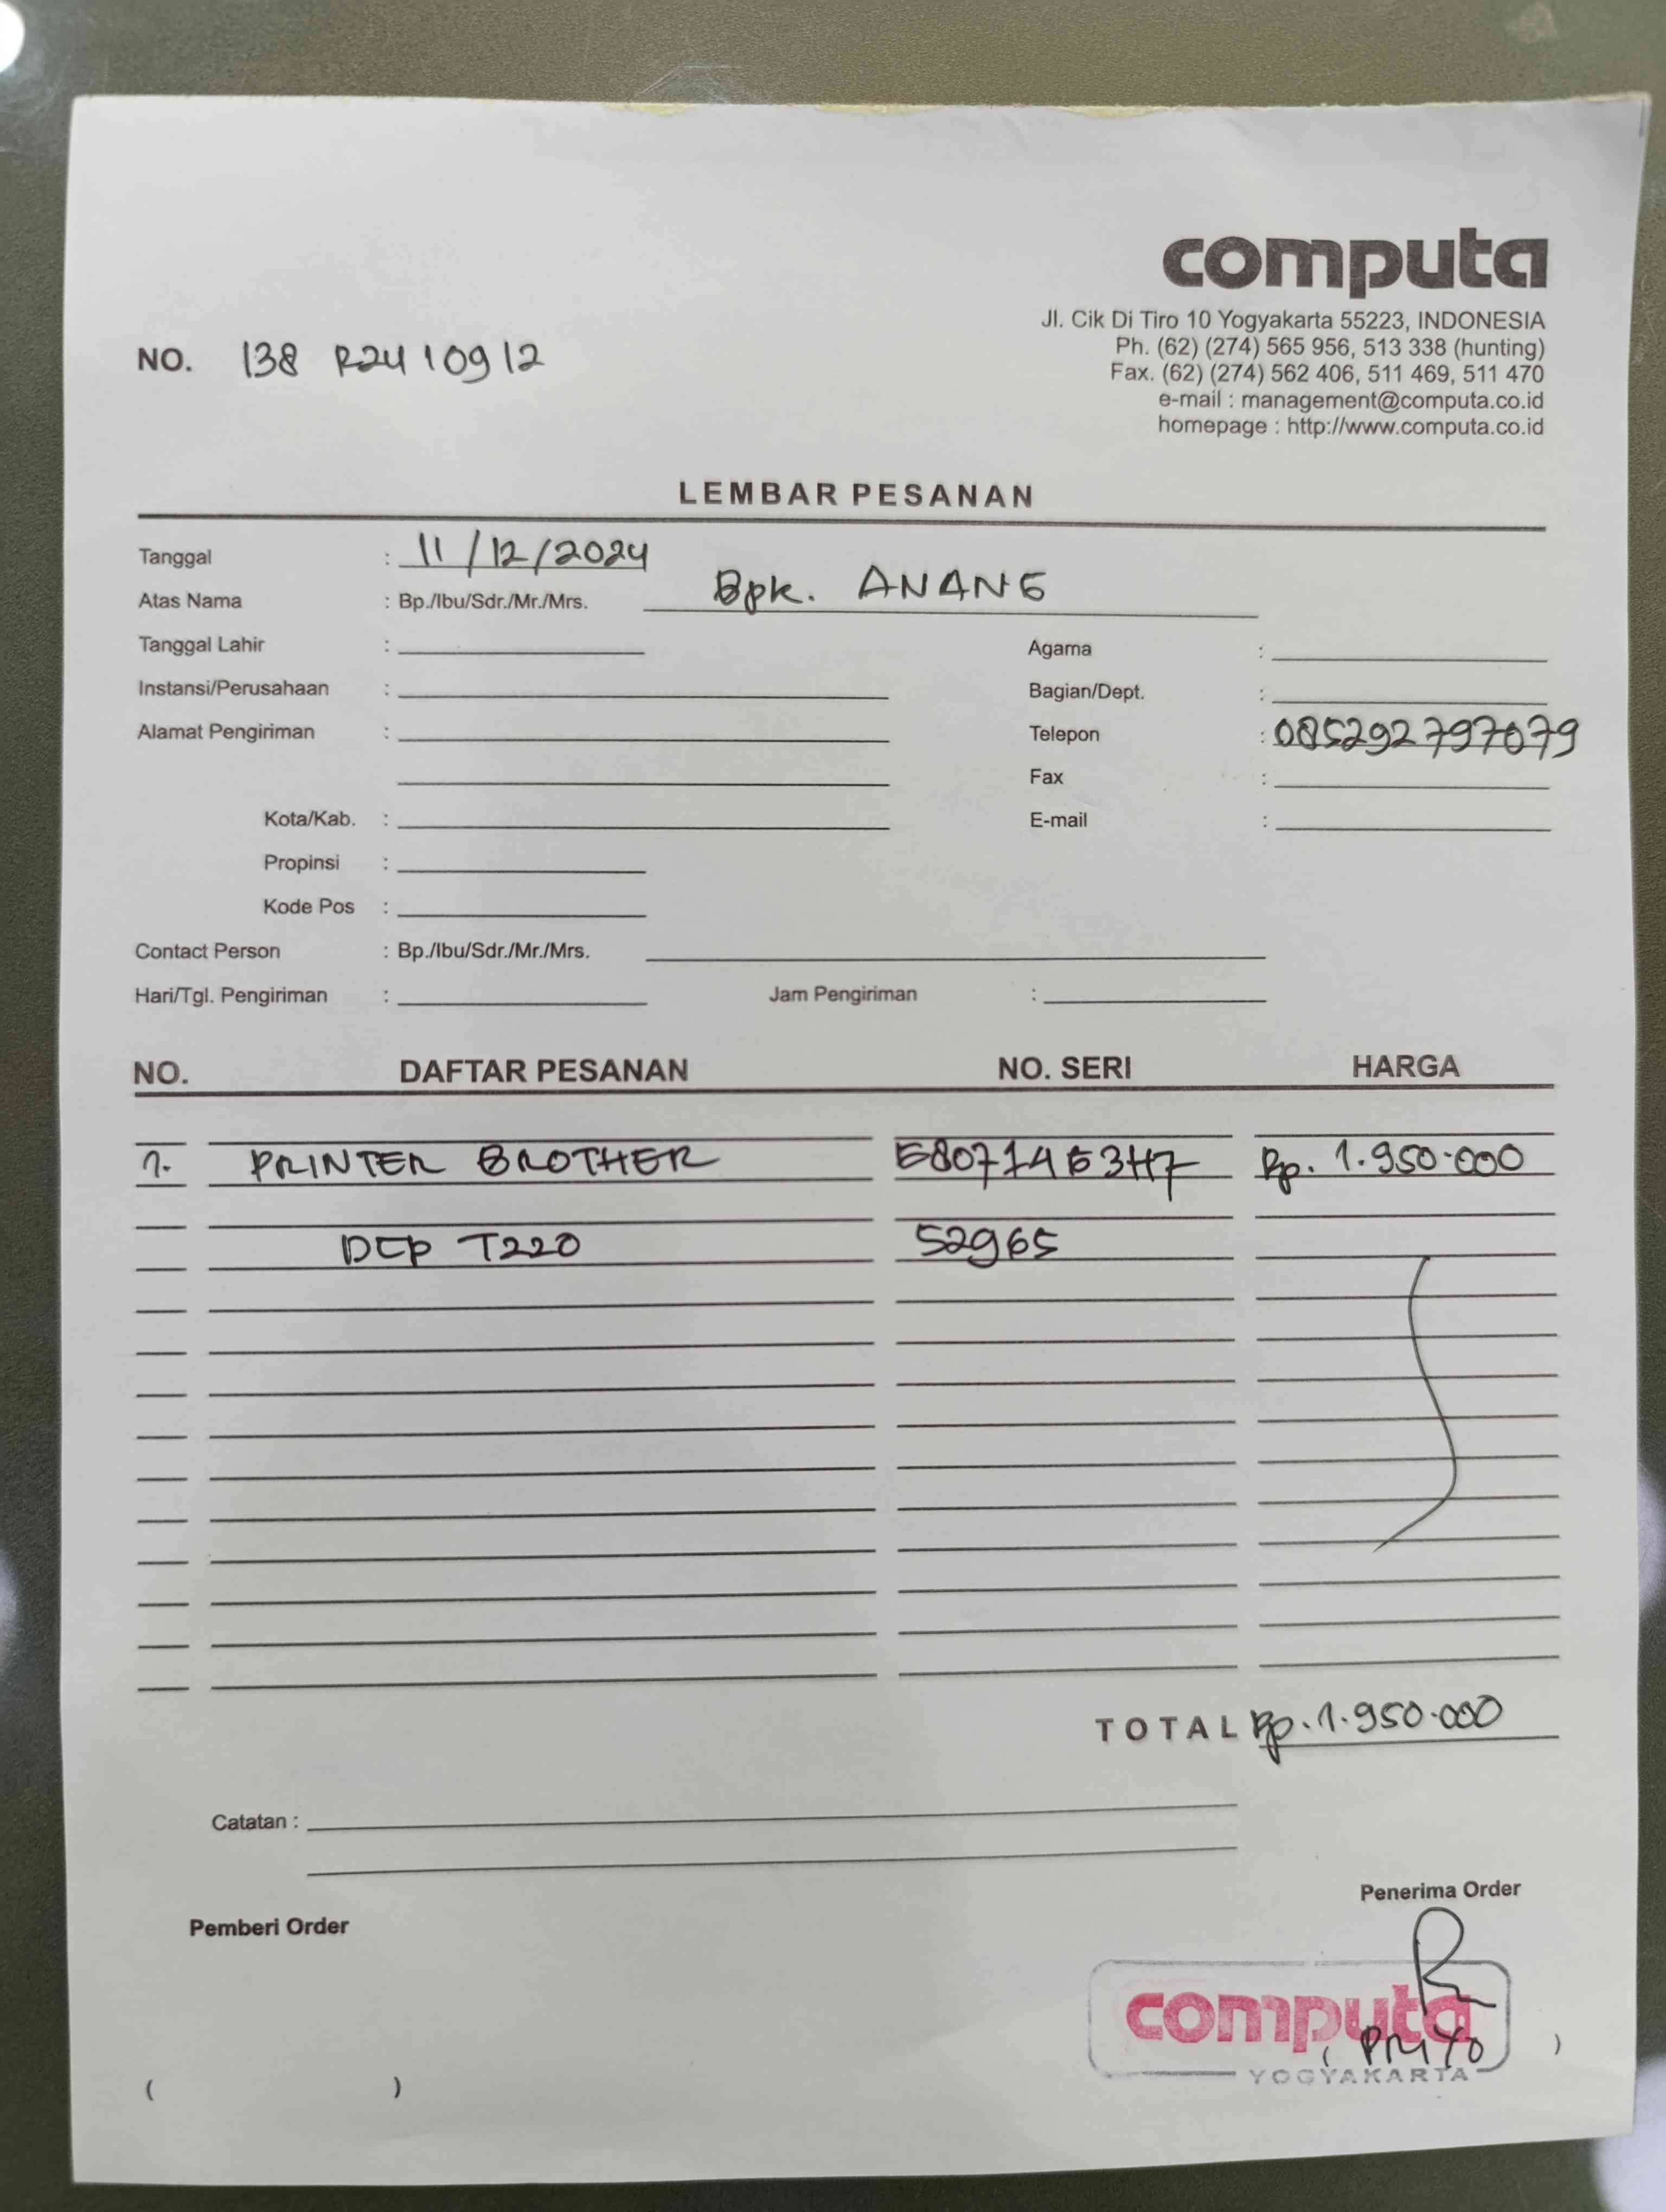 computa
Jl. Cik Di Tiro 10 Yogyakarta 55223, INDONESIA
Ph. (62) (274) 565 956, 513 338 (hunting)
Fax. (62) (274) 562 406, 511 469, 511 470
e-mail : management@computa.co.id
homepage : http://www.computa.co.id
NO. 138 R2410912
LEMBAR PESANAN
Tanggal : 11/12/2024
Atas Nama : Bp./Ibu/Sdr./Mr./Mrs. Bpk. ANANG
Tanggal Lahir : Agama :
Instansi/Perusahaan : Bagian/Dept. :
Alamat Pengiriman : Telepon : 085292797079
Fax :
Kota/Kab. : E-mail :
Propinsi :
Kode Pos :
Contact Person : Bp./Ibu/Sdr./Mr./Mrs.
Hari/Tgl. Pengiriman : Jam Pengiriman :
NO. DAFTAR PESANAN NO. SERI HARGA
1. PRINTER BROTHER E80714E3H7 Rp. 1.950.000
DCP T220 52965
TOTAL Rp. 1.950.000
Catatan :
Pemberi Order Penerima Order
computa
( ) ( PRIYO )
YOGYAKARTA